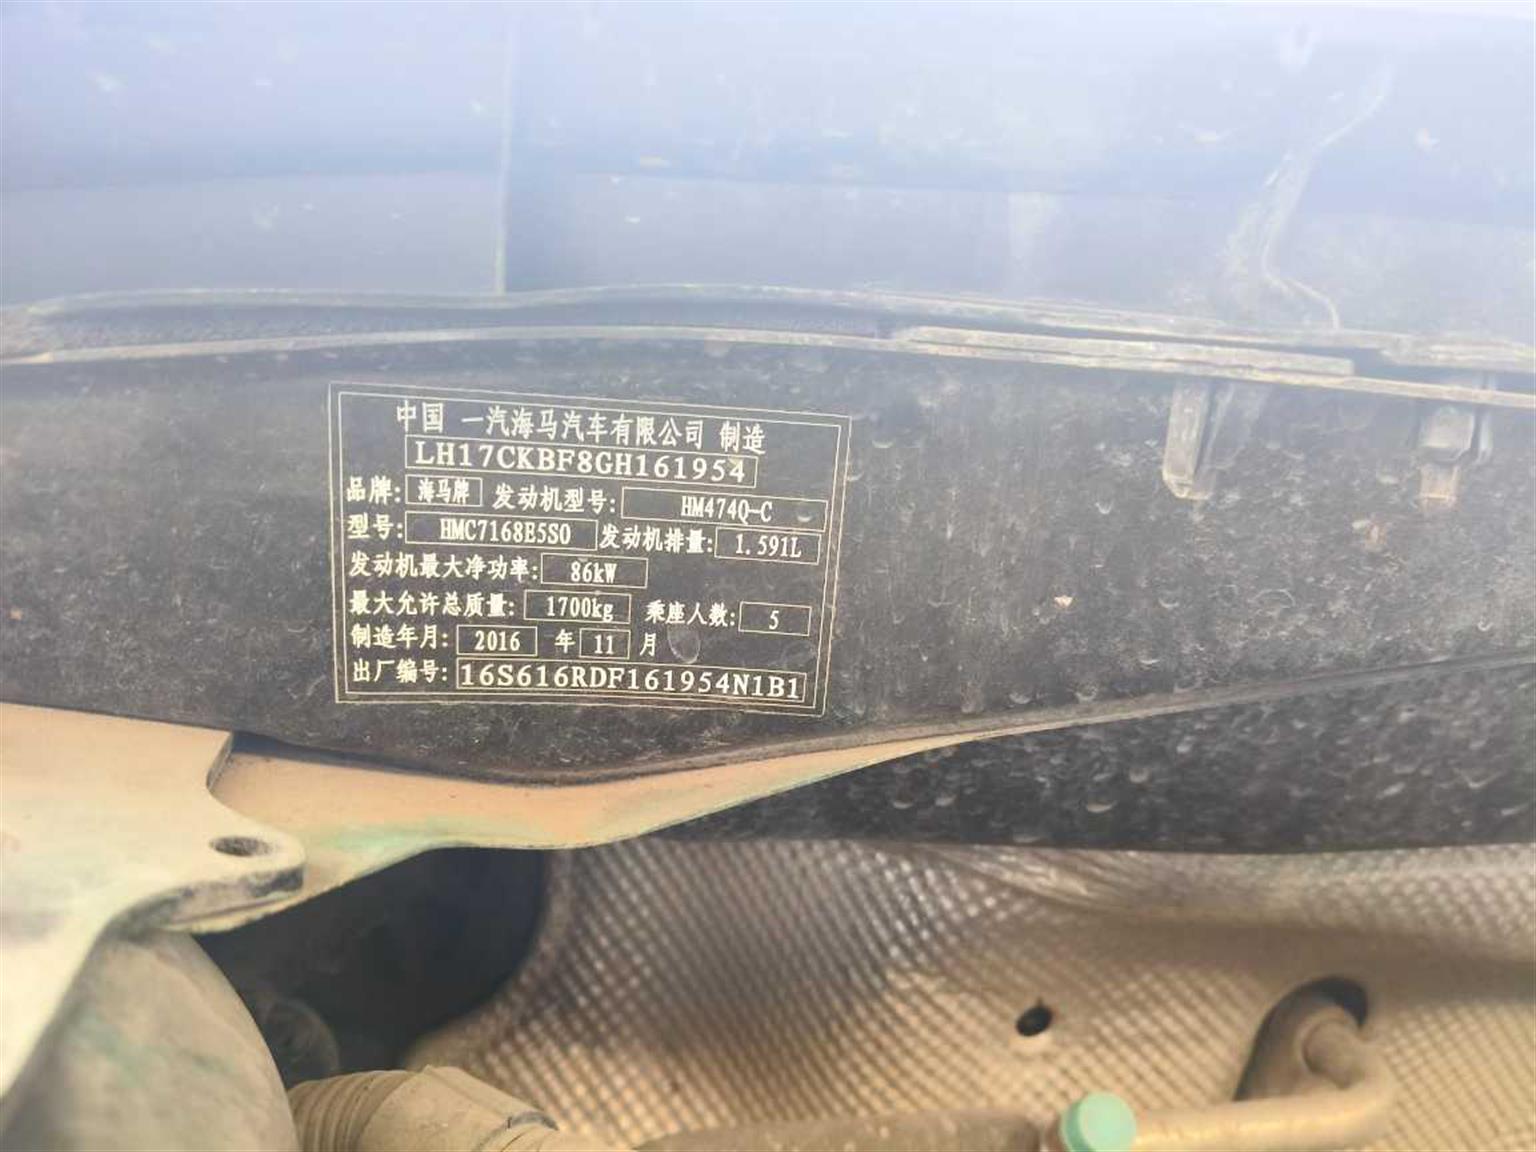 中国 一汽海马汽车有限公司 制造
LH17CKBF8GH161954
品牌: 海马牌 发动机型号: HM474Q-C
型号: HMC7168E5S0 发动机排量: 1.591L
发动机最大净功率: 86kW
最大允许总质量: 1700kg 乘座人数: 5
制造年月: 2016 年 11 月
出厂编号: 16S616RDF161954N1B1